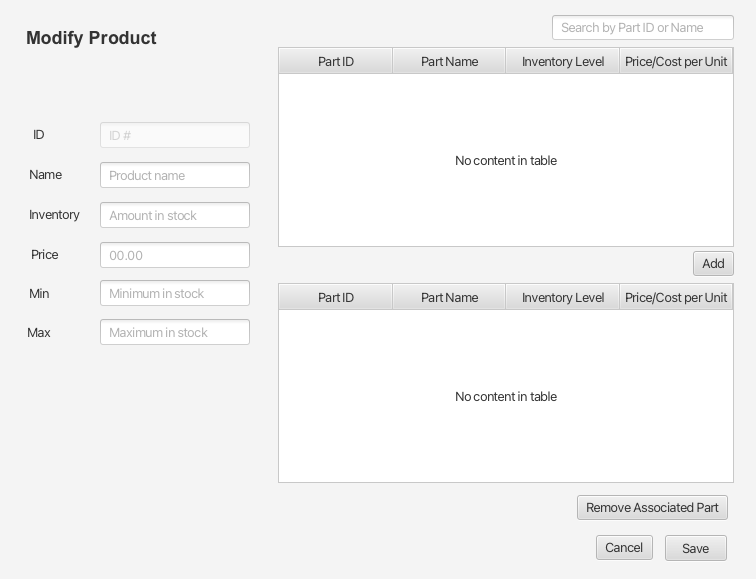 Modify Product
ID
ID #
Name
Product name
Inventory
Amount in stock
Price
00.00
Min
Minimum in stock
Max
Maximum in stock
Search by Part ID or Name
Part ID Part Name Inventory Level Price/Cost per Unit
No content in table
Add
Part ID Part Name Inventory Level Price/Cost per Unit
No content in table
Remove Associated Part
Cancel Save